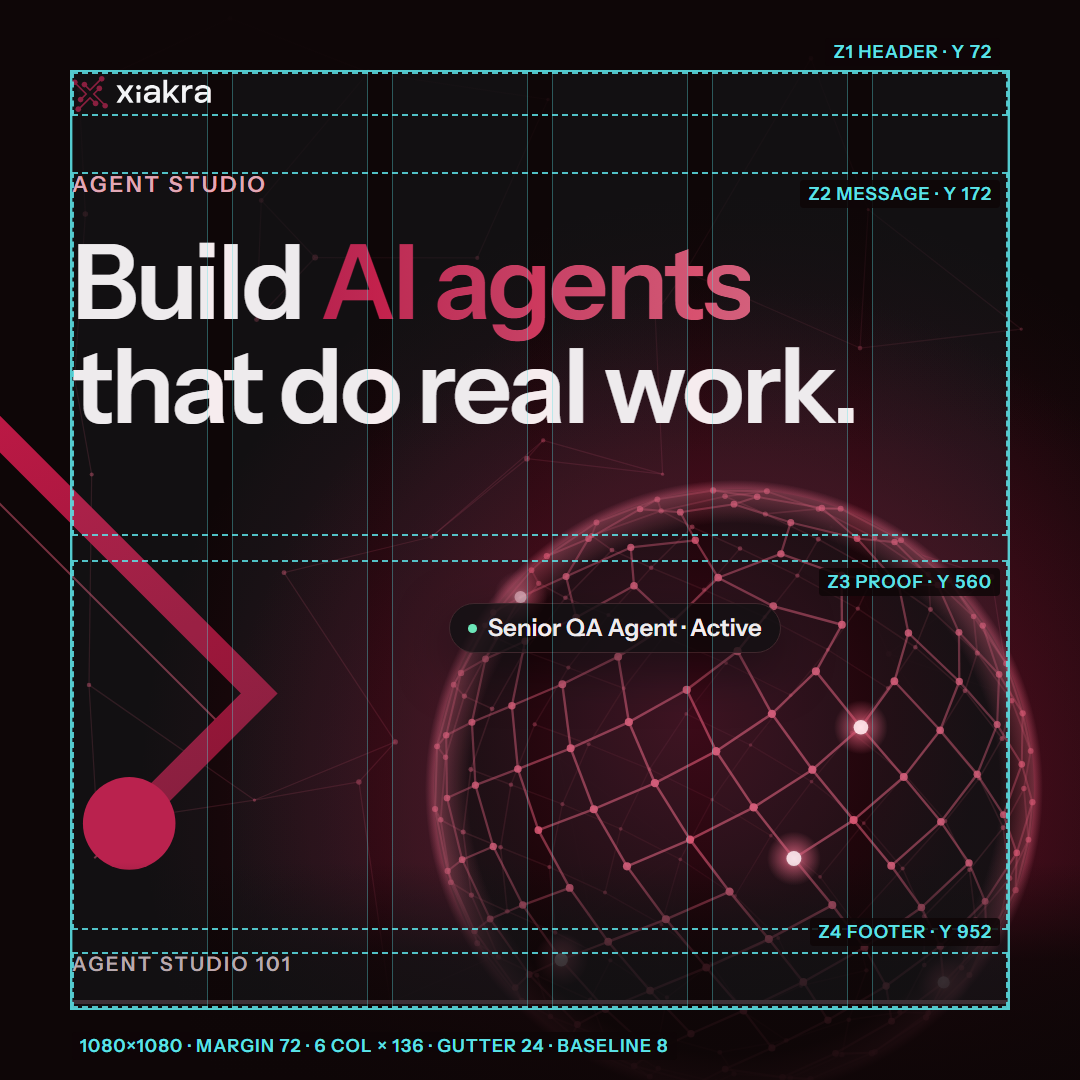 Z1 HEADER · Y 72
xiakra
AGENT STUDIO
Z2 MESSAGE · Y 172
Build AI agents
that do real work.
Z3 PROOF · Y 560
Senior QA Agent · Active
Z4 FOOTER · Y 952
AGENT STUDIO 101
1080×1080 · MARGIN 72 · 6 COL × 136 · GUTTER 24 · BASELINE 8